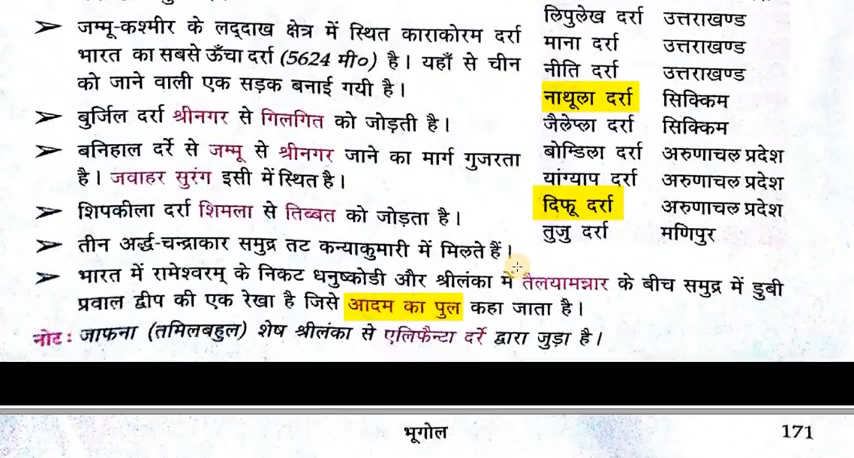 ➢ जम्मू-कश्मीर के लद्दाख क्षेत्र में स्थित काराकोरम दर्रा
भारत का सबसे ऊँचा दर्रा (5624 मी०) है। यहाँ से चीन
को जाने वाली एक सड़क बनाई गयी है।
➢ बुर्जिल दर्रा श्रीनगर से गिलगित को जोड़ती है।
➢ बनिहाल दर्रे से जम्मू से श्रीनगर जाने का मार्ग गुजरता
है। जवाहर सुरंग इसी में स्थित है।
➢ शिपकीला दर्रा शिमला से तिब्बत को जोड़ता है।
लिपुलेख दर्रा उत्तराखण्ड
माना दर्रा उत्तराखण्ड
नीति दर्रा उत्तराखण्ड
नाथूला दर्रा सिक्किम
जैलेप्ला दर्रा सिक्किम
बोम्डिला दर्रा अरुणाचल प्रदेश
यांग्याप दर्रा अरुणाचल प्रदेश
दिफू दर्रा अरुणाचल प्रदेश
तुजु दर्रा मणिपुर
➢ तीन अर्द्ध-चन्द्राकार समुद्र तट कन्याकुमारी में मिलते हैं।
➢ भारत में रामेश्वरम् के निकट धनुष्कोडी और श्रीलंका में तैलयामन्नार के बीच समुद्र में डुबी
प्रवाल द्वीप की एक रेखा है जिसे आदम का पुल कहा जाता है।
नोट : जाफना (तमिलबहुल) शेष श्रीलंका से एलिफैन्टा दर्रे द्वारा जुड़ा है।
भूगोल 171